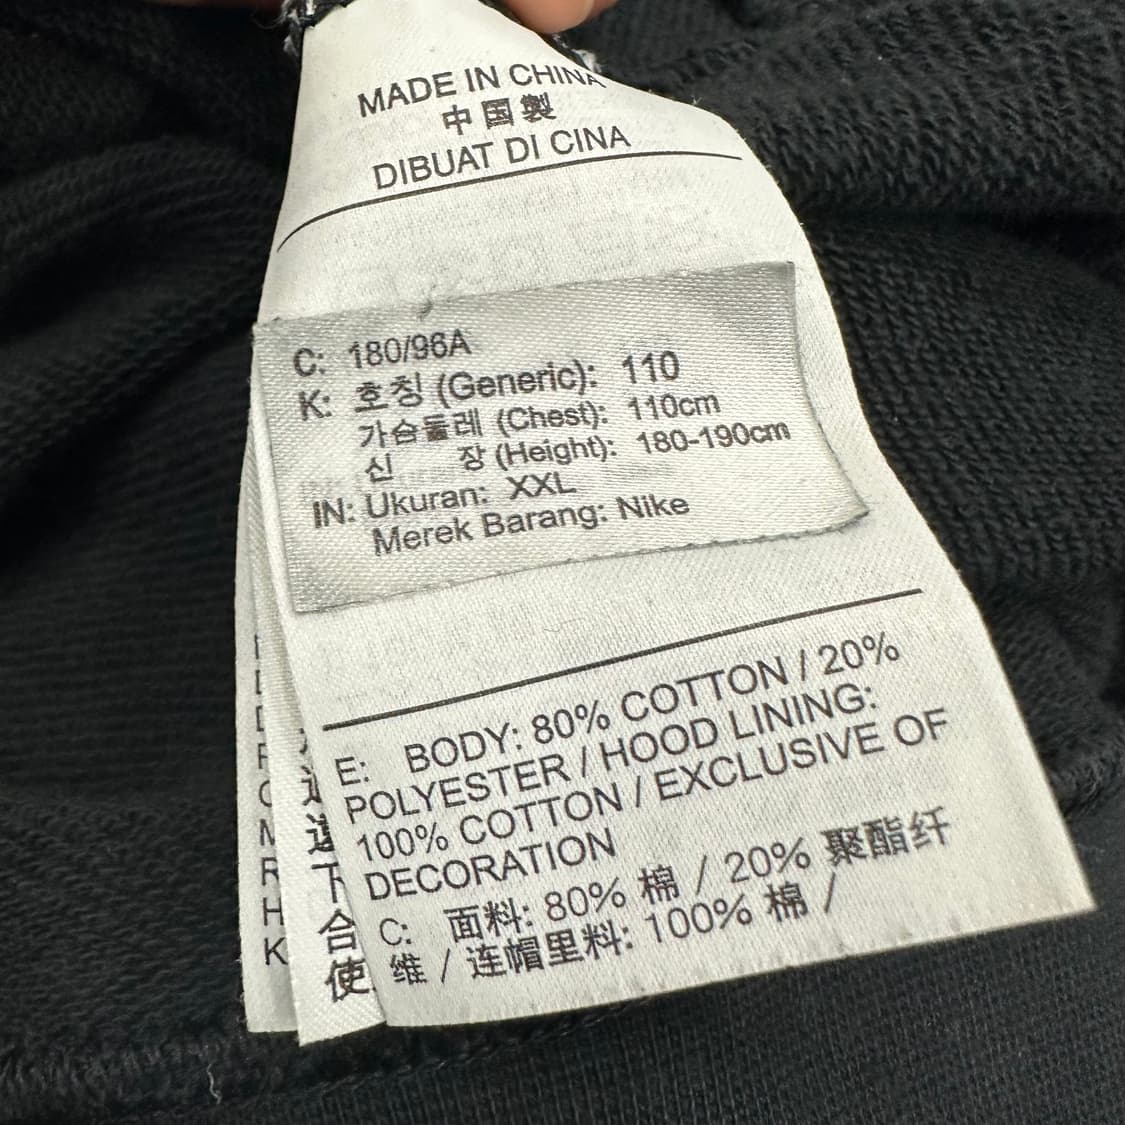 MADE IN CHINA
中国製
DIBUAT DI CINA
C: 180/96A
K: 호칭 (Generic): 110
가슴둘레 (Chest): 110cm
신 장 (Height): 180-190cm
IN: Ukuran: XXL
Merek Barang: Nike
E: BODY: 80% COTTON / 20%
POLYESTER / HOOD LINING:
100% COTTON / EXCLUSIVE OF
DECORATION
C: 面料: 80% 棉 / 20% 聚酯纤
维 / 连帽里料: 100% 棉 /
下
合
使